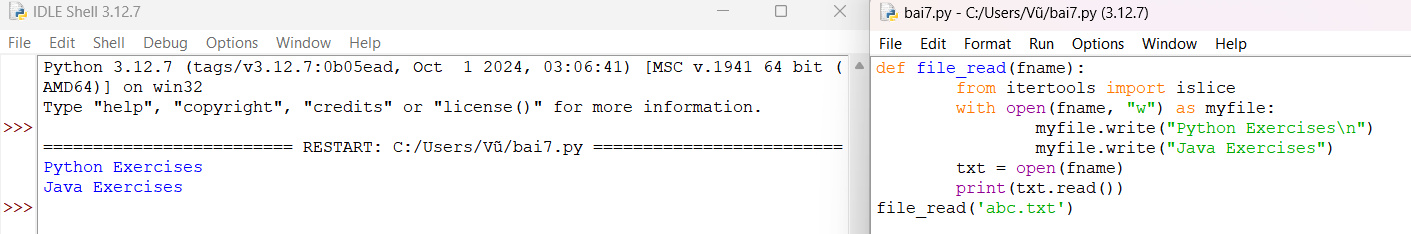 IDLE Shell 3.12.7
File Edit Shell Debug Options Window Help
Python 3.12.7 (tags/v3.12.7:0b05ead, Oct  1 2024, 03:06:41) [MSC v.1941 64 bit (
AMD64)] on win32
Type "help", "copyright", "credits" or "license()" for more information.
>>>
========================= RESTART: C:/Users/Vũ/bai7.py =========================
Python Exercises
Java Exercises
>>>
bai7.py - C:/Users/Vũ/bai7.py (3.12.7)
File Edit Format Run Options Window Help
def file_read(fname):
        from itertools import islice
        with open(fname, "w") as myfile:
                myfile.write("Python Exercises\n")
                myfile.write("Java Exercises")
        txt = open(fname)
        print(txt.read())
file_read('abc.txt')